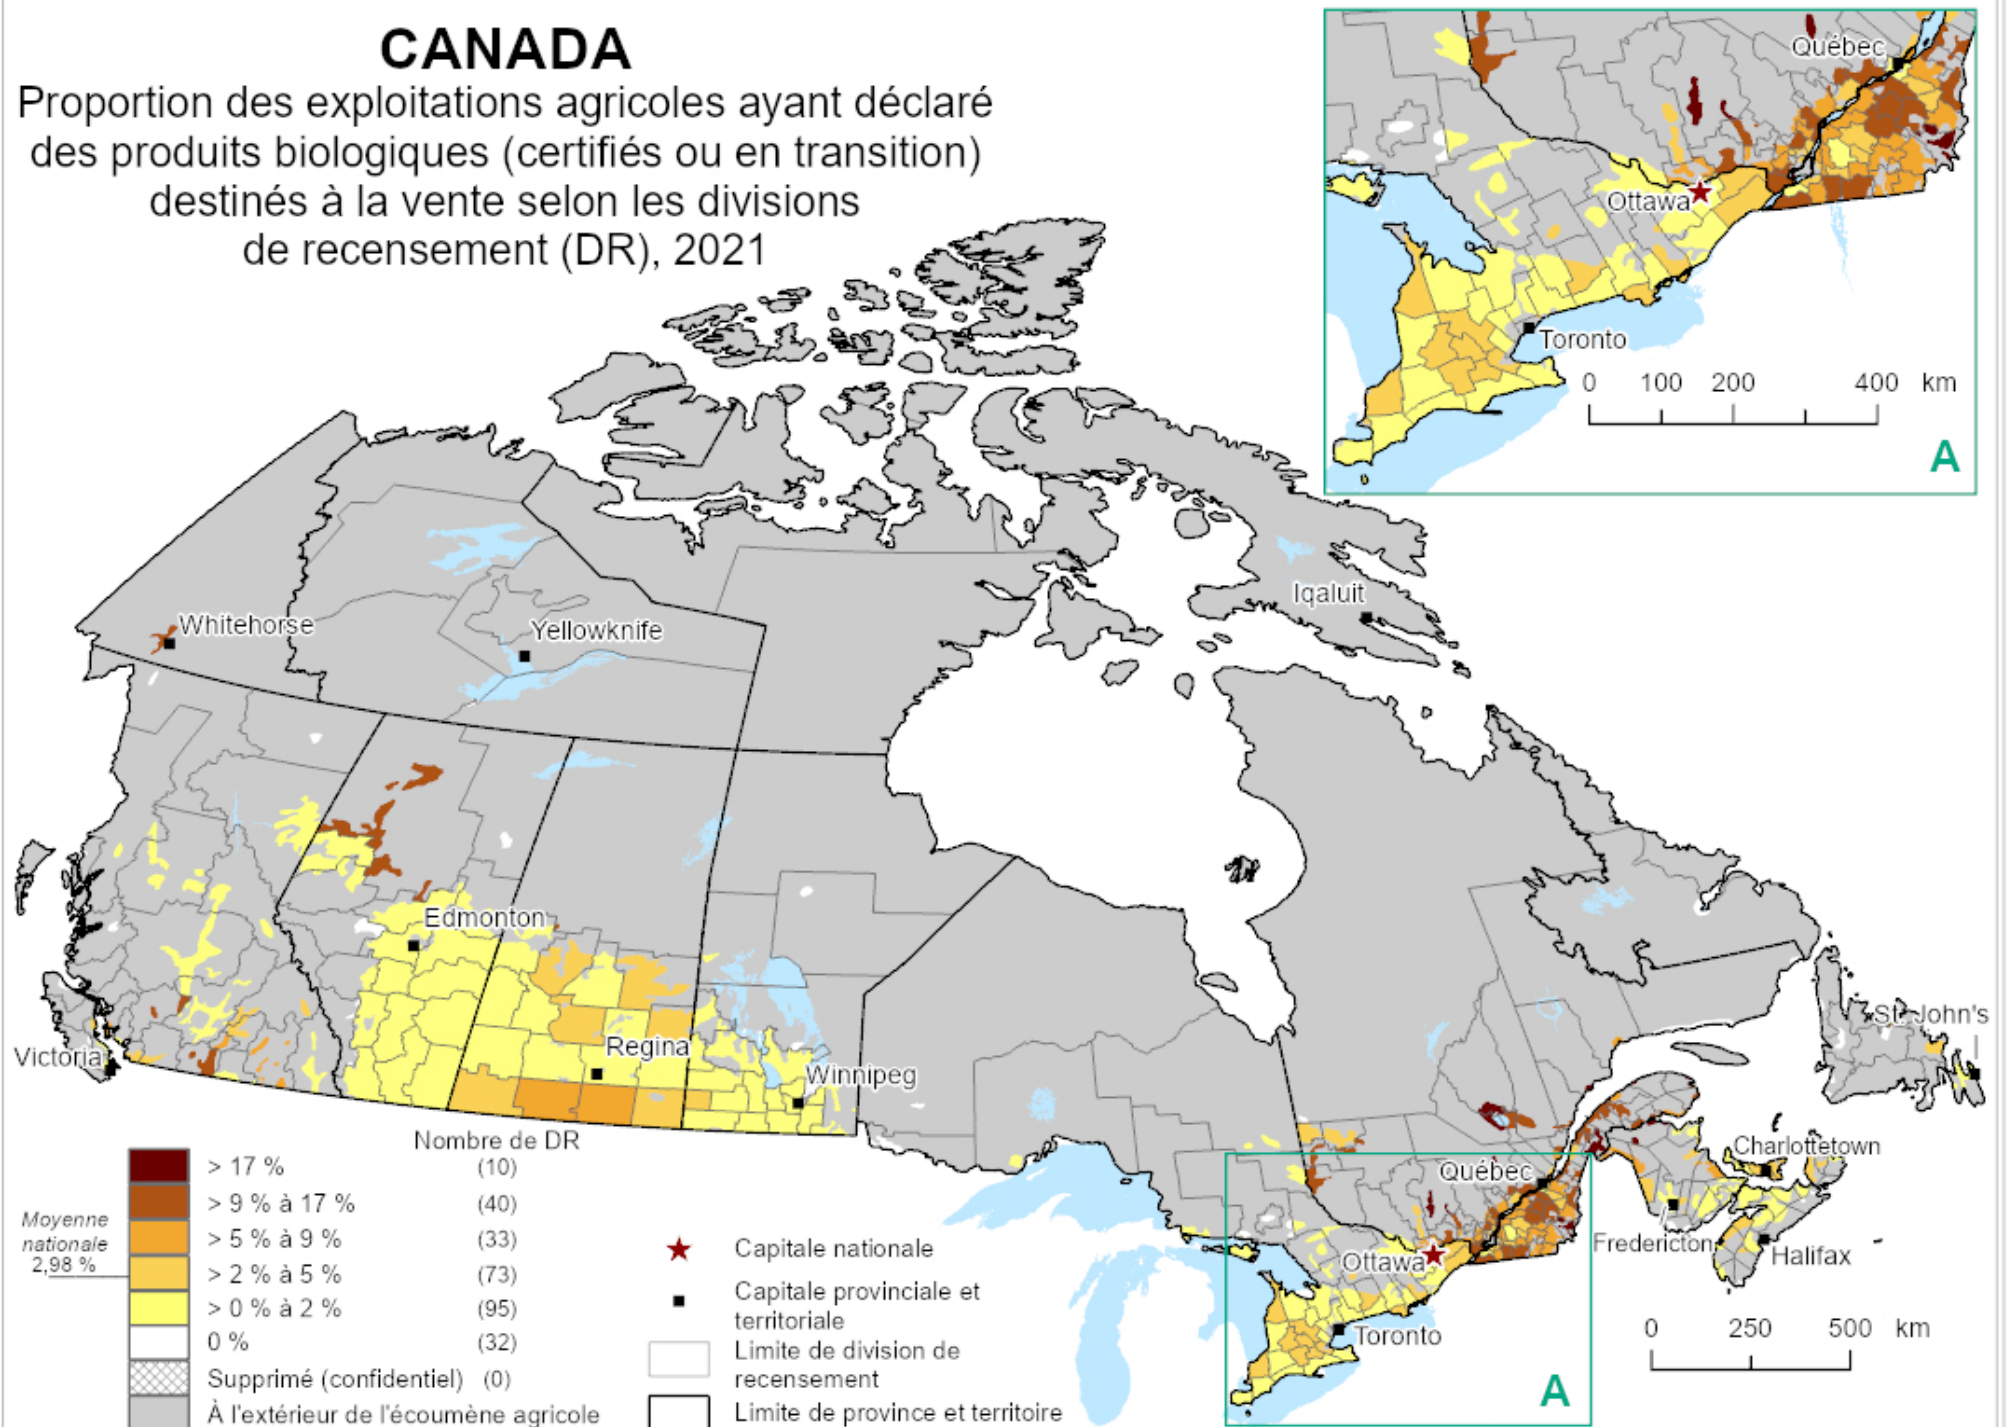 CANADA
Proportion des exploitations agricoles ayant déclaré
des produits biologiques (certifiés ou en transition)
destinés à la vente selon les divisions
de recensement (DR), 2021
Québec
Ottawa
Toronto
0 100 200 400 km
A
Iqaluit
Whitehorse
Yellowknife
Edmonton
St. John's
Regina
Victoria
Winnipeg
Charlottetown
Québec
Fredericton
Halifax
Ottawa
Toronto
A
0 250 500 km
Nombre de DR
> 17 % (10)
> 9 % à 17 % (40)
> 5 % à 9 % (33)
> 2 % à 5 % (73)
> 0 % à 2 % (95)
0 % (32)
Supprimé (confidentiel) (0)
À l'extérieur de l'écoumène agricole
Moyenne
nationale
2,98 %
Capitale nationale
Capitale provinciale et
territoriale
Limite de division de
recensement
Limite de province et territoire